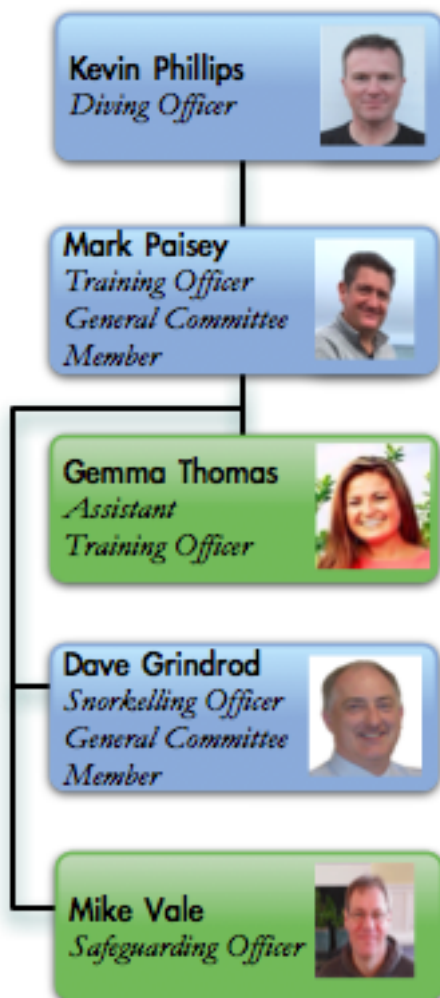 Kevin Phillips
Diving Officer
Mark Paisey
Training Officer
General Committee
Member
Gemma Thomas
Assistant
Training Officer
Dave Grindrod
Snorkelling Officer
General Committee
Member
Mike Vale
Safeguarding Officer